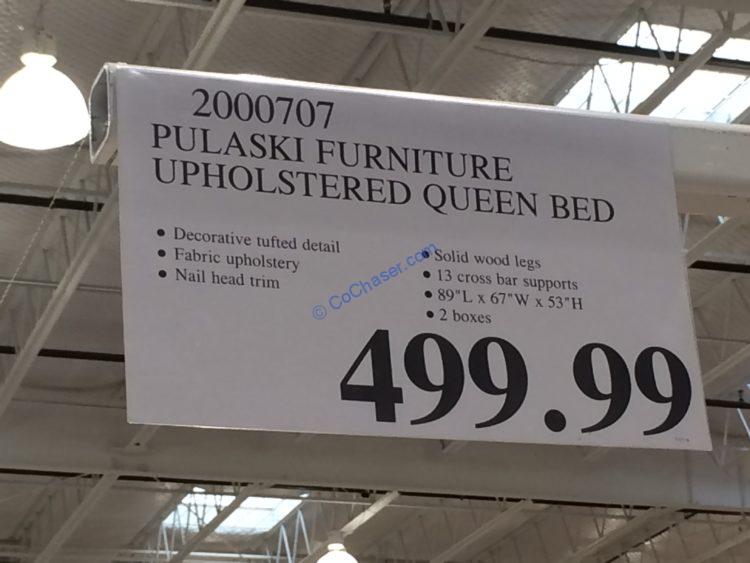 2000707
PULASKI FURNITURE
UPHOLSTERED QUEEN BED
• Decorative tufted detail
• Fabric upholstery
• Nail head trim
• Solid wood legs
• 13 cross bar supports
• 89"L x 67"W x 53"H
• 2 boxes
© CoChaser.com
499.99